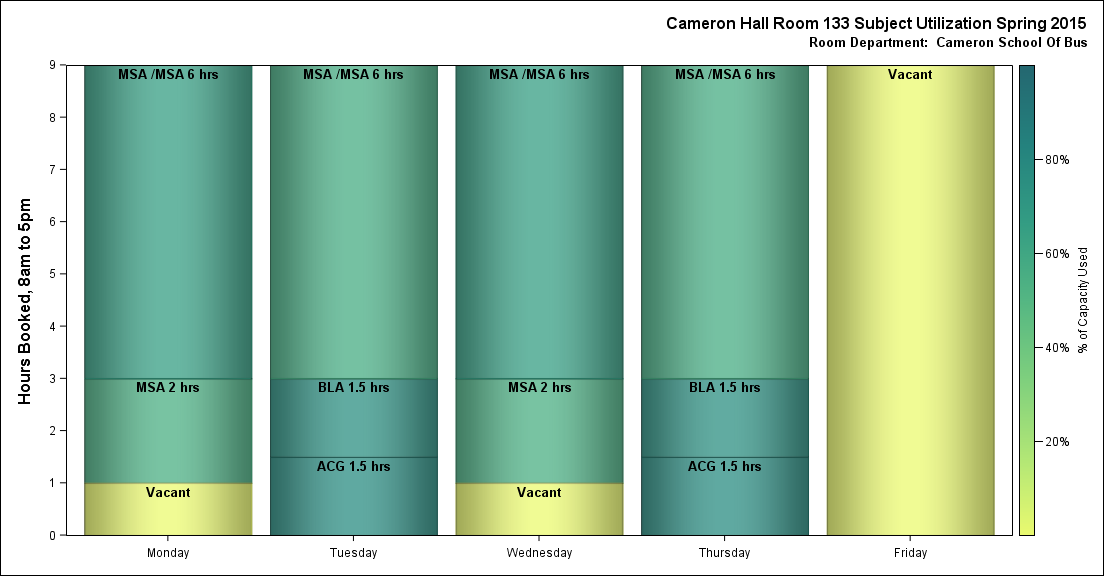 Cameron Hall Room 133 Subject Utilization Spring 2015
Room Department:  Cameron School Of Bus
Hours Booked, 8am to 5pm
9
8
7
6
5
4
3
2
1
0
MSA /MSA 6 hrs
MSA 2 hrs
Vacant
MSA /MSA 6 hrs
BLA 1.5 hrs
ACG 1.5 hrs
MSA /MSA 6 hrs
MSA 2 hrs
Vacant
MSA /MSA 6 hrs
BLA 1.5 hrs
ACG 1.5 hrs
Vacant
Monday
Tuesday
Wednesday
Thursday
Friday
80%
60%
40%
20%
% of Capacity Used